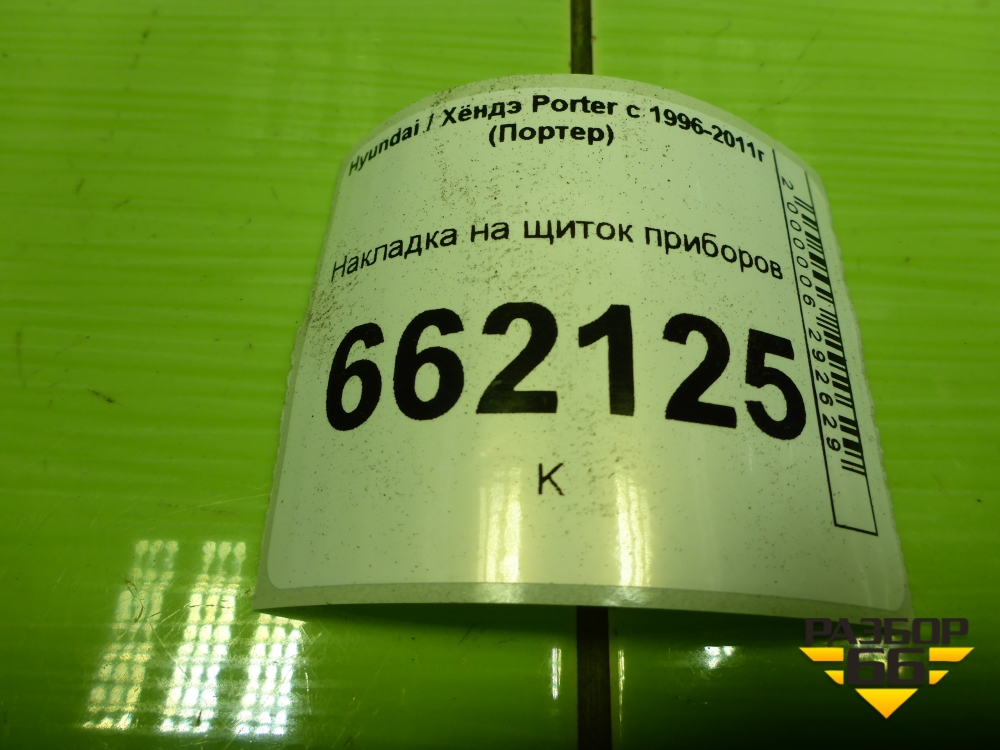 Hyundai / Хёндэ Porter с 1996-2011г
(Портер)
Накладка на щиток приборов
662125
К
2000006292629
РАЗБОР
66